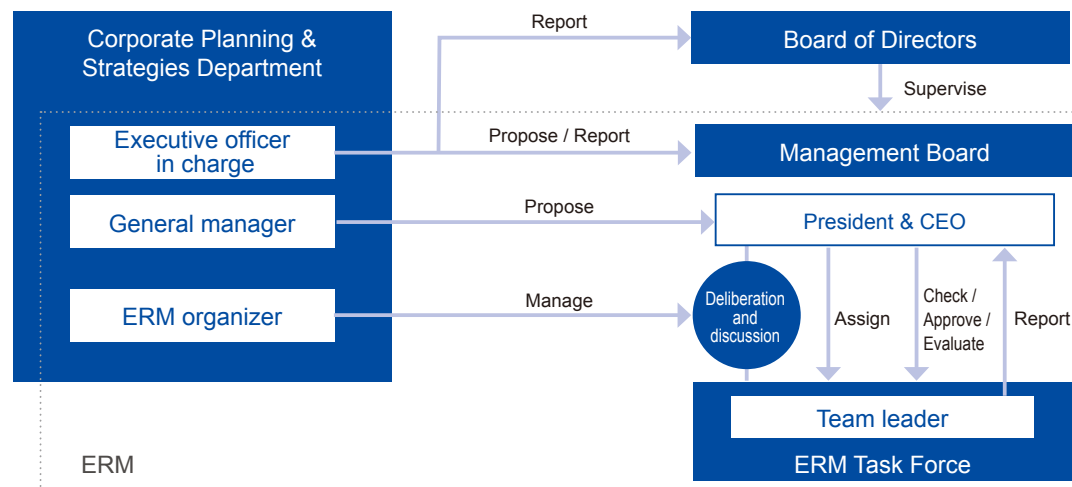 Corporate Planning &
Strategies Department
Report
Board of Directors
Supervise
Executive officer
in charge
Propose / Report
Management Board
General manager
Propose
President & CEO
ERM organizer
Manage
Deliberation
and
discussion
Assign
Check /
Approve /
Evaluate
Report
Team leader
ERM Task Force
ERM